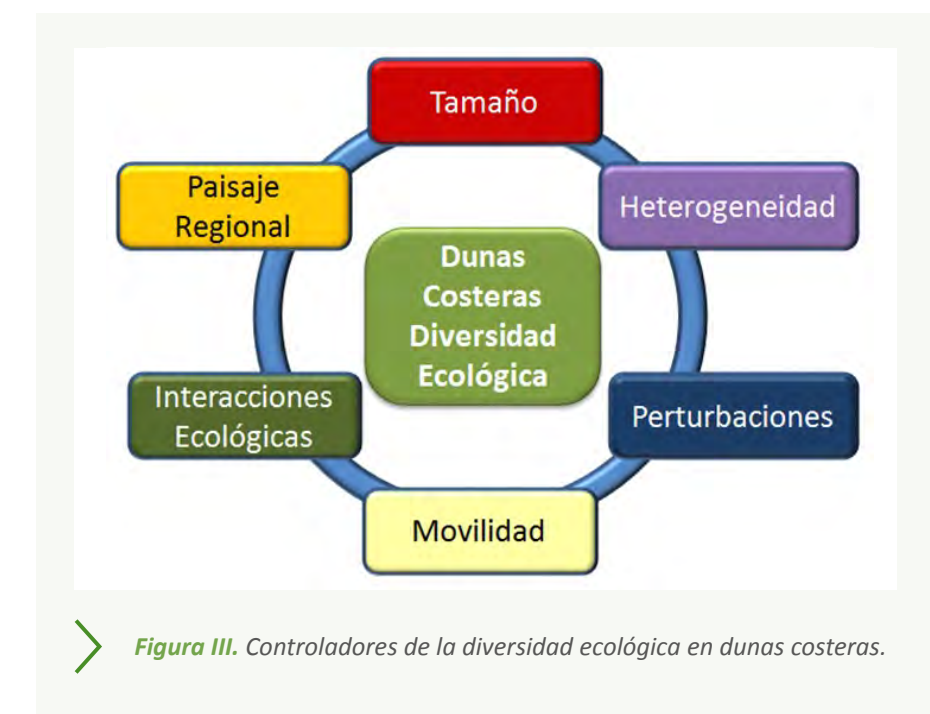 Tamaño
Paisaje
Regional
Heterogeneidad
Dunas
Costeras
Diversidad
Ecológica
Interacciones
Ecológicas
Perturbaciones
Movilidad
Figura III. Controladores de la diversidad ecológica en dunas costeras.